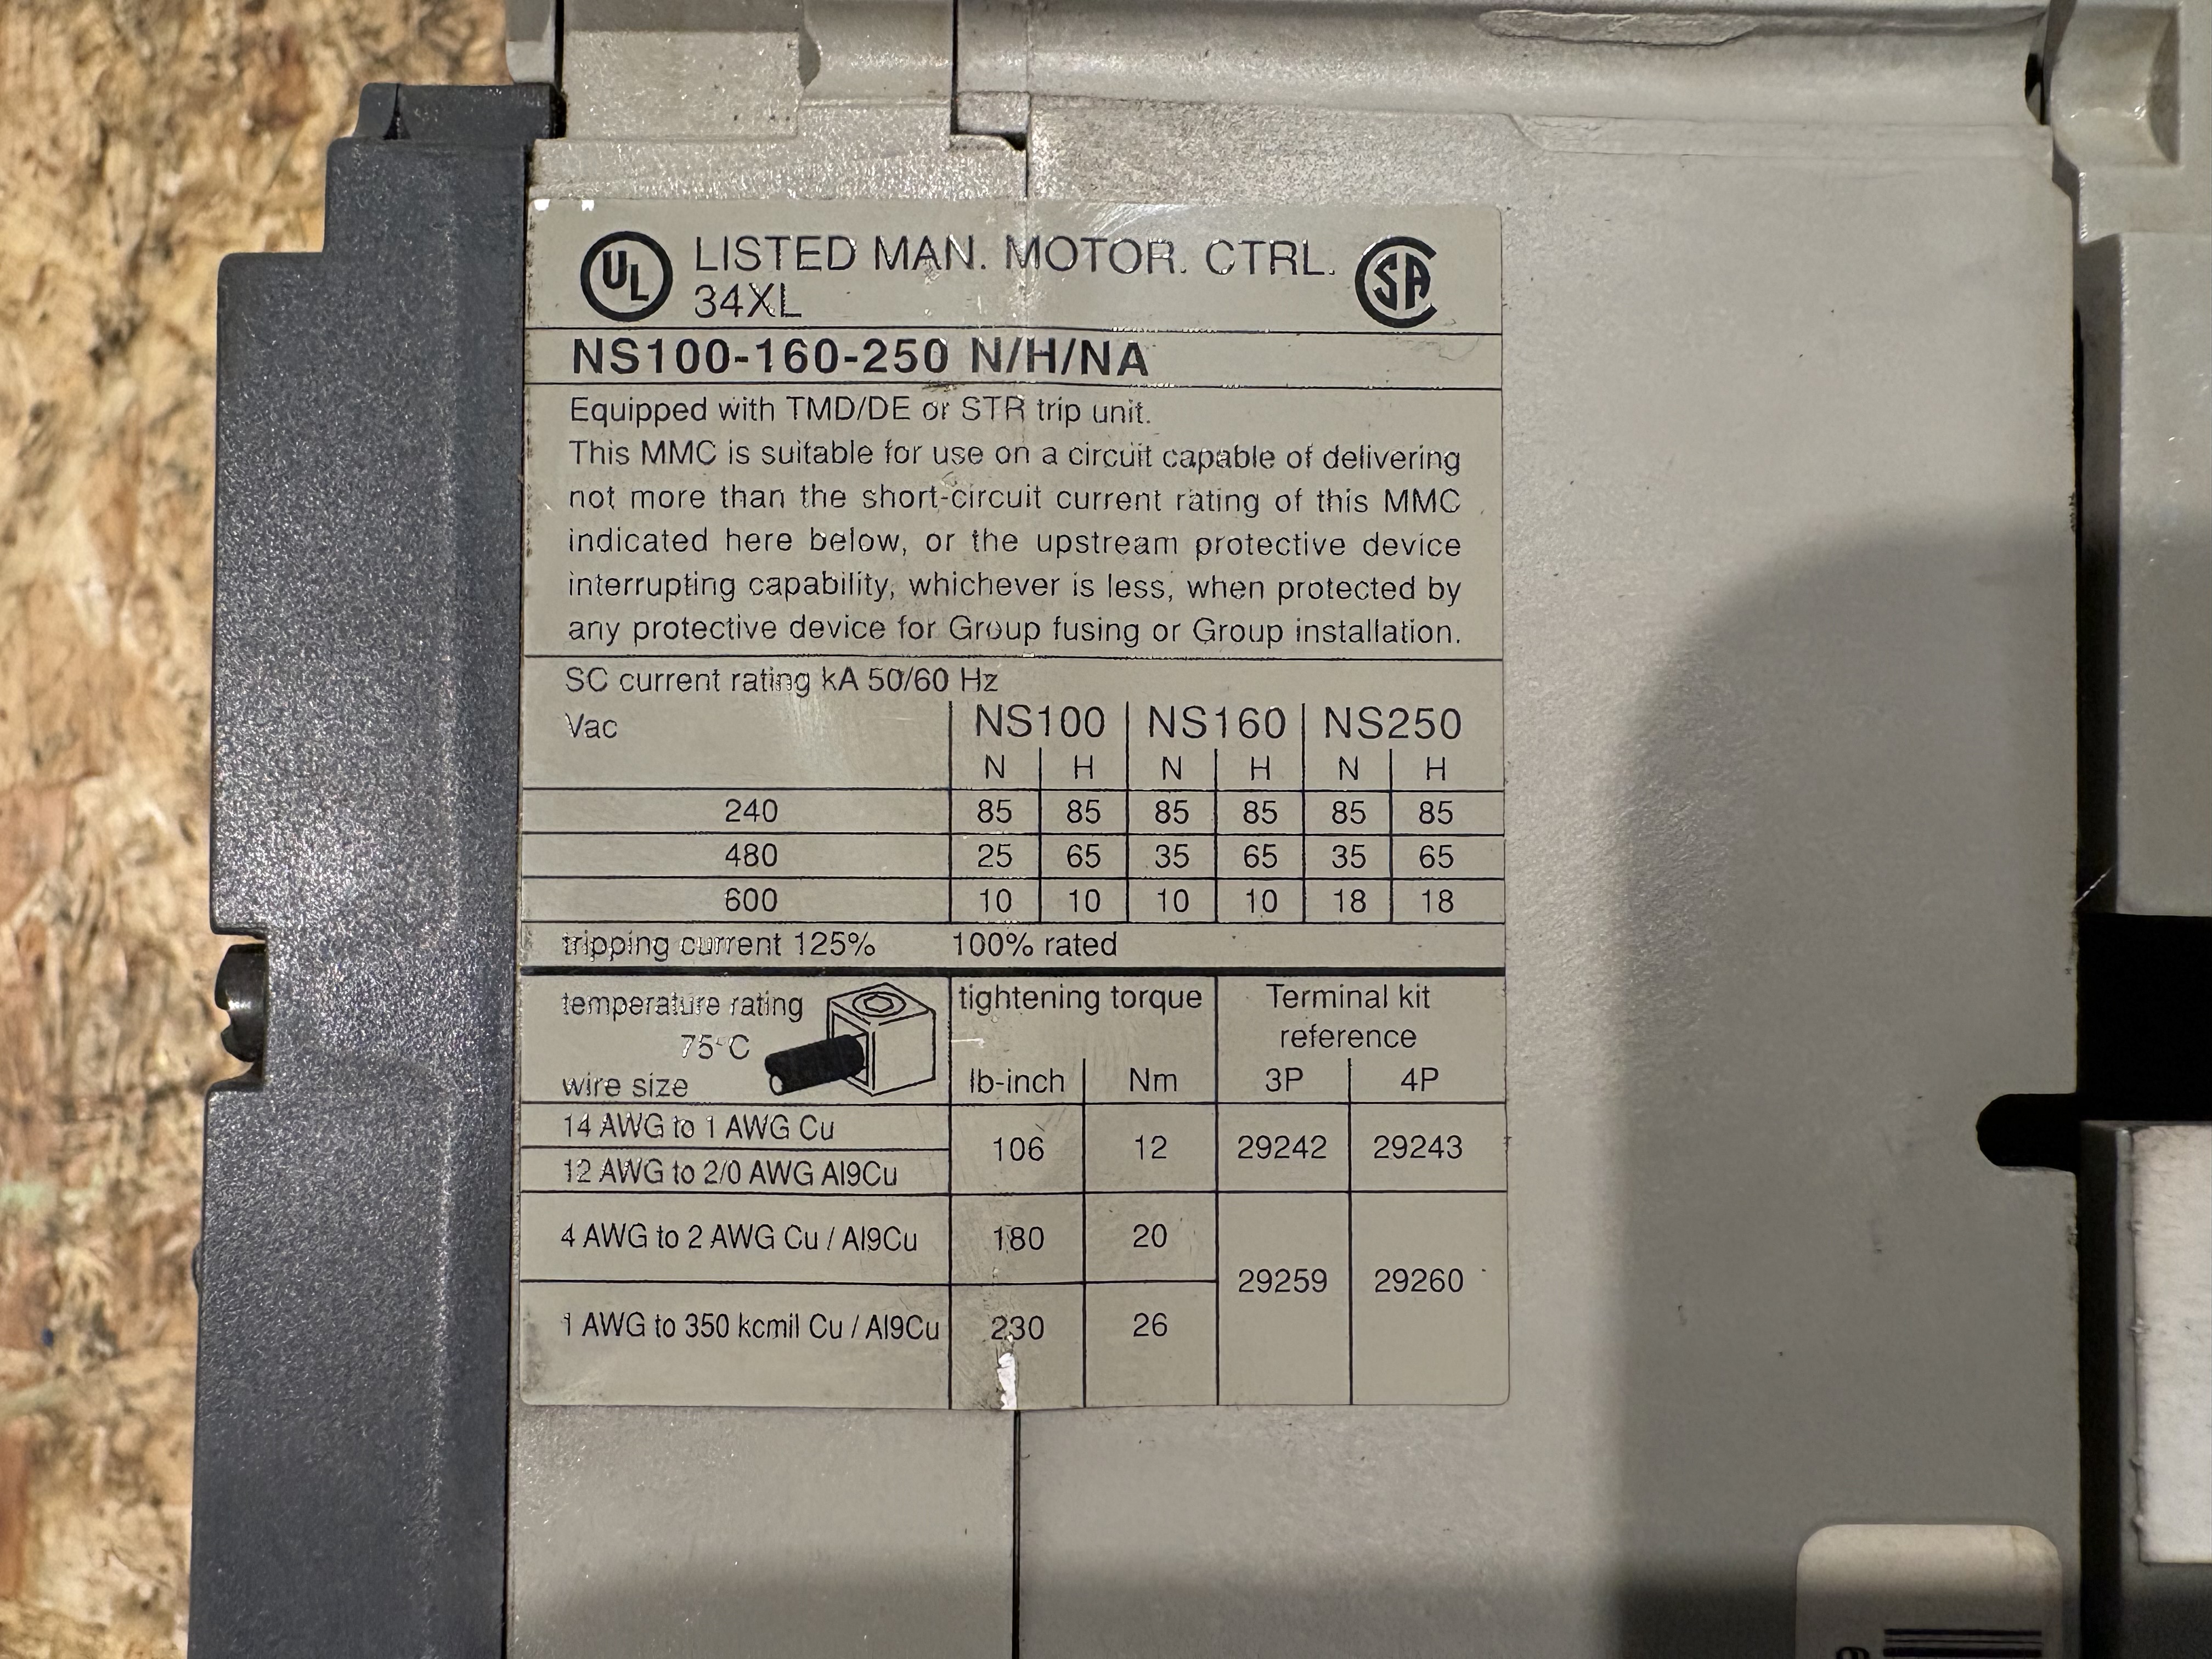 UL LISTED MAN. MOTOR. CTRL. SA
34XL
NS100-160-250 N/H/NA
Equipped with TMD/DE or STR trip unit.
This MMC is suitable for use on a circuit capable of delivering
not more than the short-circuit current rating of this MMC
indicated here below, or the upstream protective device
interrupting capability, whichever is less, when protected by
any protective device for Group fusing or Group installation.
SC current rating kA 50/60 Hz
Vac NS100 NS160 NS250
N H N H N H
240 85 85 85 85 85 85
480 25 65 35 65 35 65
600 10 10 10 10 18 18
tripping current 125% 100% rated
temperature rating tightening torque Terminal kit
75°C reference
wire size lb-inch Nm 3P 4P
14 AWG to 1 AWG Cu
106 12 29242 29243
12 AWG to 2/0 AWG Al9Cu
4 AWG to 2 AWG Cu / Al9Cu 180 20
29259 29260
1 AWG to 350 kcmil Cu / Al9Cu 230 26